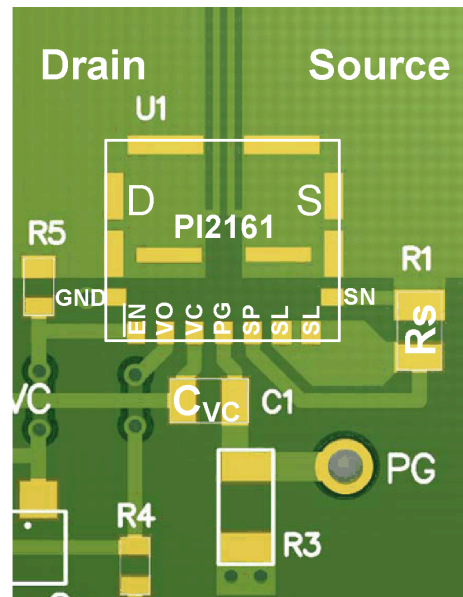 Drain
Source
U1
D
S
PI2161
R5
R1
GND
SN
EN
VO
VC
PG
SP
SL
SL
Rs
VC
CVC
C1
PG
R4
R3